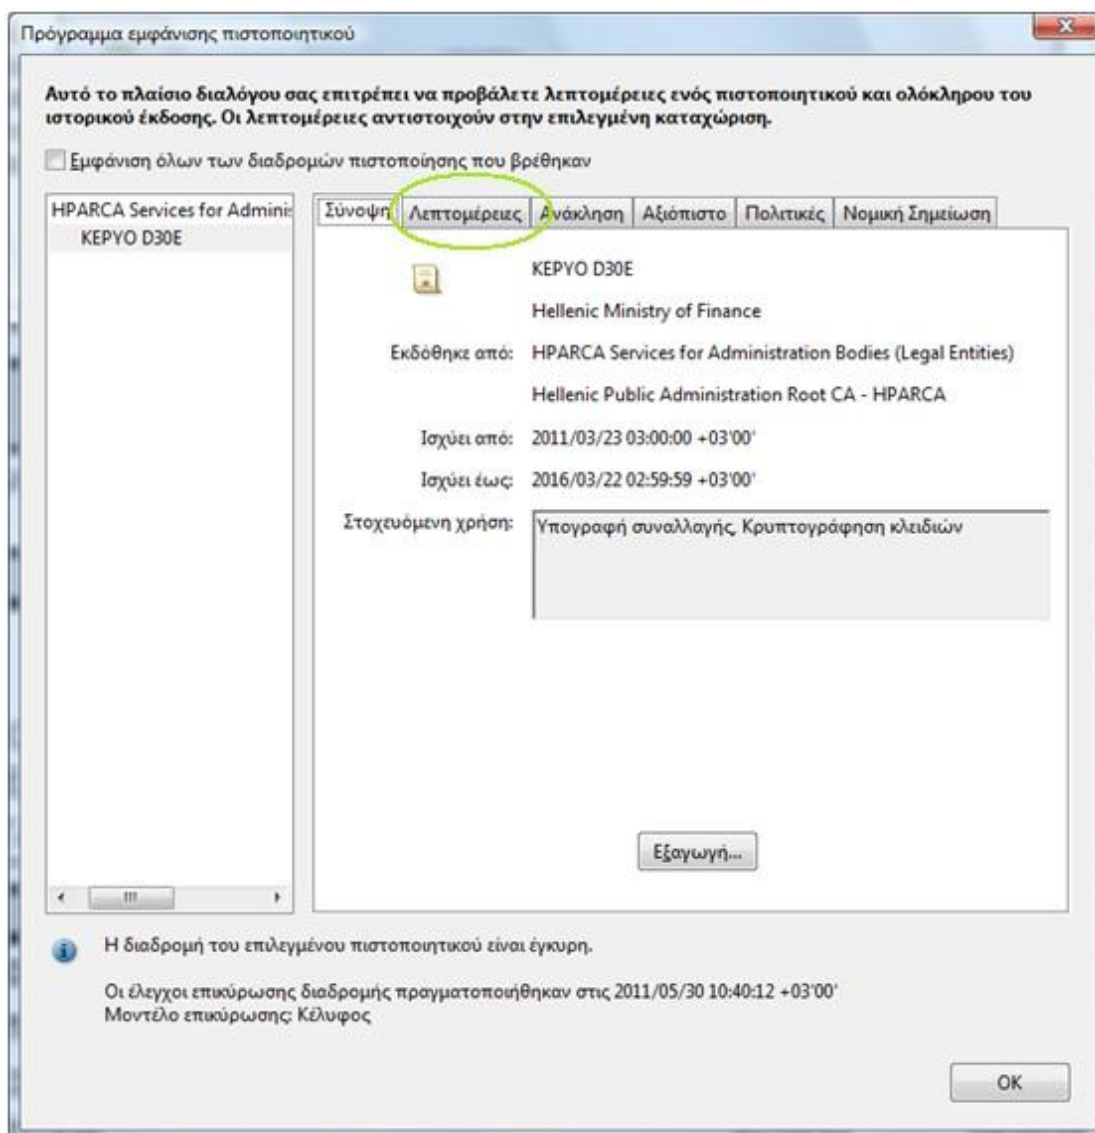 Πρόγραμμα εμφάνισης πιστοποιητικού
Αυτό το πλαίσιο διαλόγου σας επιτρέπει να προβάλετε λεπτομέρειες ενός πιστοποιητικού και ολόκληρου του
ιστορικού έκδοσης. Οι λεπτομέρειες αντιστοιχούν στην επιλεγμένη καταχώριση.
Εμφάνιση όλων των διαδρομών πιστοποίησης που βρέθηκαν
HPARCA Services for Adminis
KEPYO D30E
Σύνοψη Λεπτομέρειες Ανάκληση Αξιόπιστο Πολιτικές Νομική Σημείωση
KEPYO D30E
Hellenic Ministry of Finance
Εκδόθηκε από: HPARCA Services for Administration Bodies (Legal Entities)
Hellenic Public Administration Root CA - HPARCA
Ισχύει από: 2011/03/23 03:00:00 +03'00'
Ισχύει έως: 2016/03/22 02:59:59 +03'00'
Στοχευόμενη χρήση: Υπογραφή συναλλαγής, Κρυπτογράφηση κλειδιών
Εξαγωγή...
Η διαδρομή του επιλεγμένου πιστοποιητικού είναι έγκυρη.
Οι έλεγχοι επικύρωσης διαδρομής πραγματοποιήθηκαν στις 2011/05/30 10:40:12 +03'00'
Μοντέλο επικύρωσης: Κέλυφος
OK